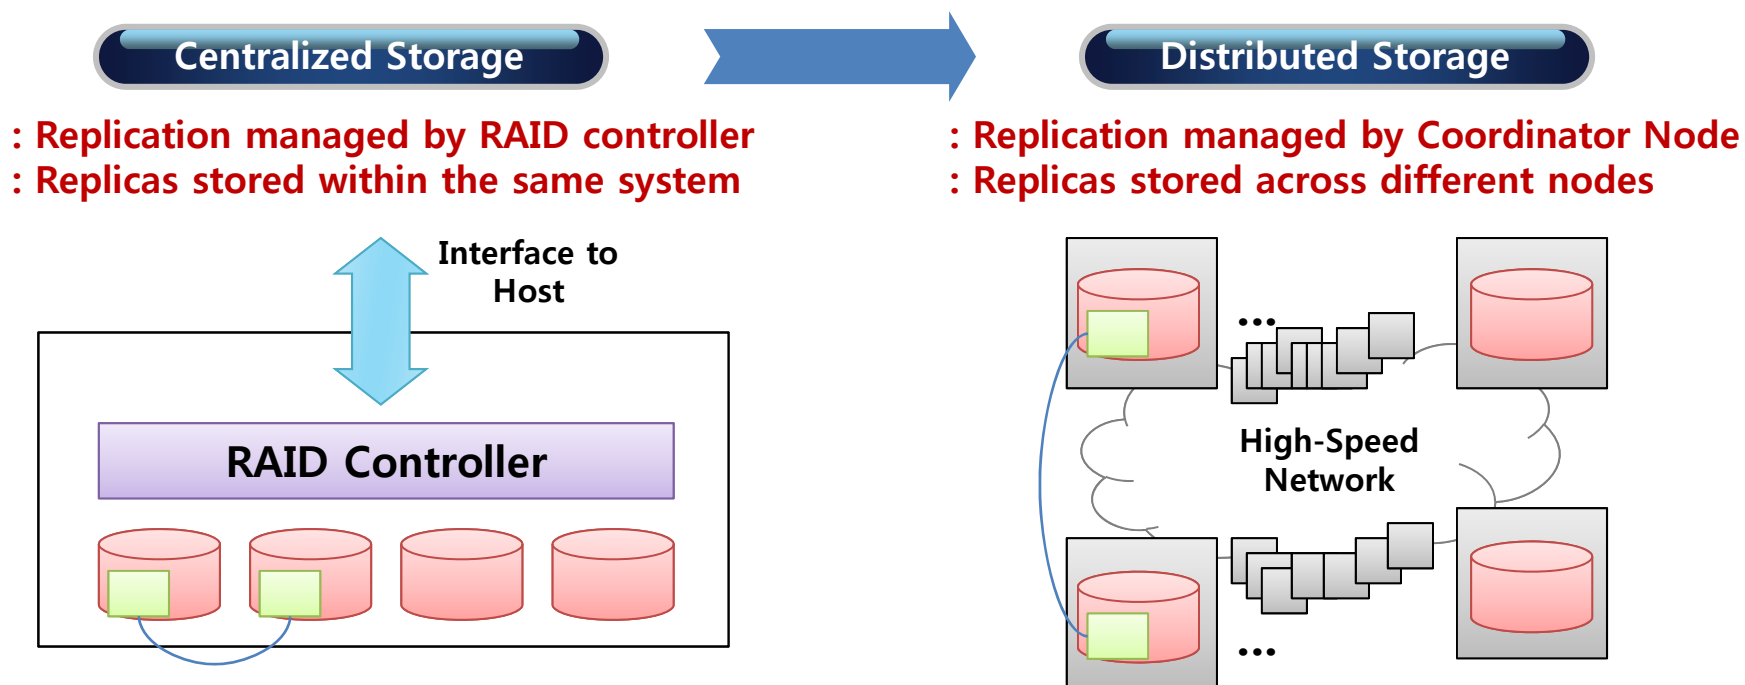 Centralized Storage
Distributed Storage
: Replication managed by RAID controller
: Replicas stored within the same system
: Replication managed by Coordinator Node
: Replicas stored across different nodes
Interface to
Host
RAID Controller
...
High-Speed
Network
...